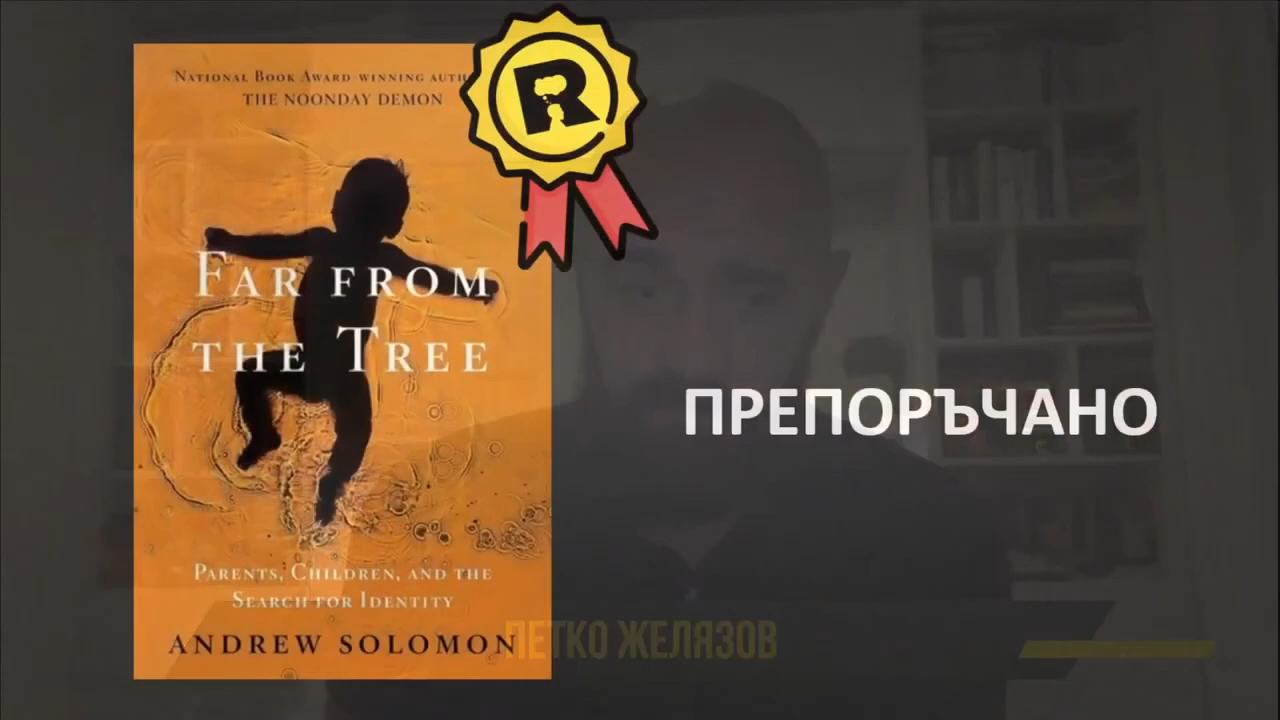 NATIONAL BOOK AWARD-WINNING
THE NOONDAY DEMON
FAR FROM
THE TREE
PARENTS, CHILDREN, AND THE
SEARCH FOR IDENTITY
ANDREW SOLOMON
R
ПРЕПОРЪЧАНО
ПЕТКО ЖЕЛЯЗОВ